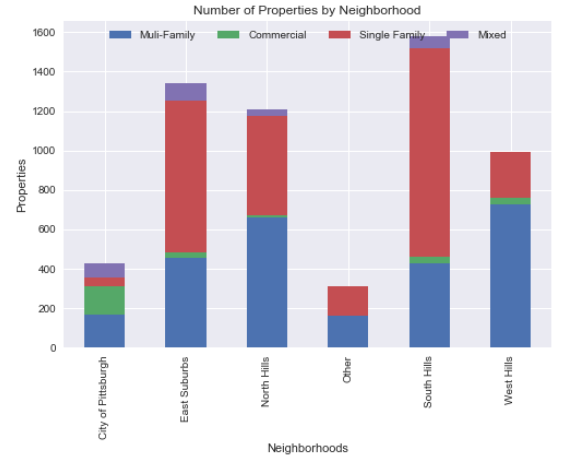 Number of Properties by Neighborhood
Muli-Family Commercial Single Family Mixed
1600
1400
1200
1000
800
600
400
200
0
Properties
City of Pittsburgh
East Suburbs
North Hills
Other
South Hills
West Hills
Neighborhoods